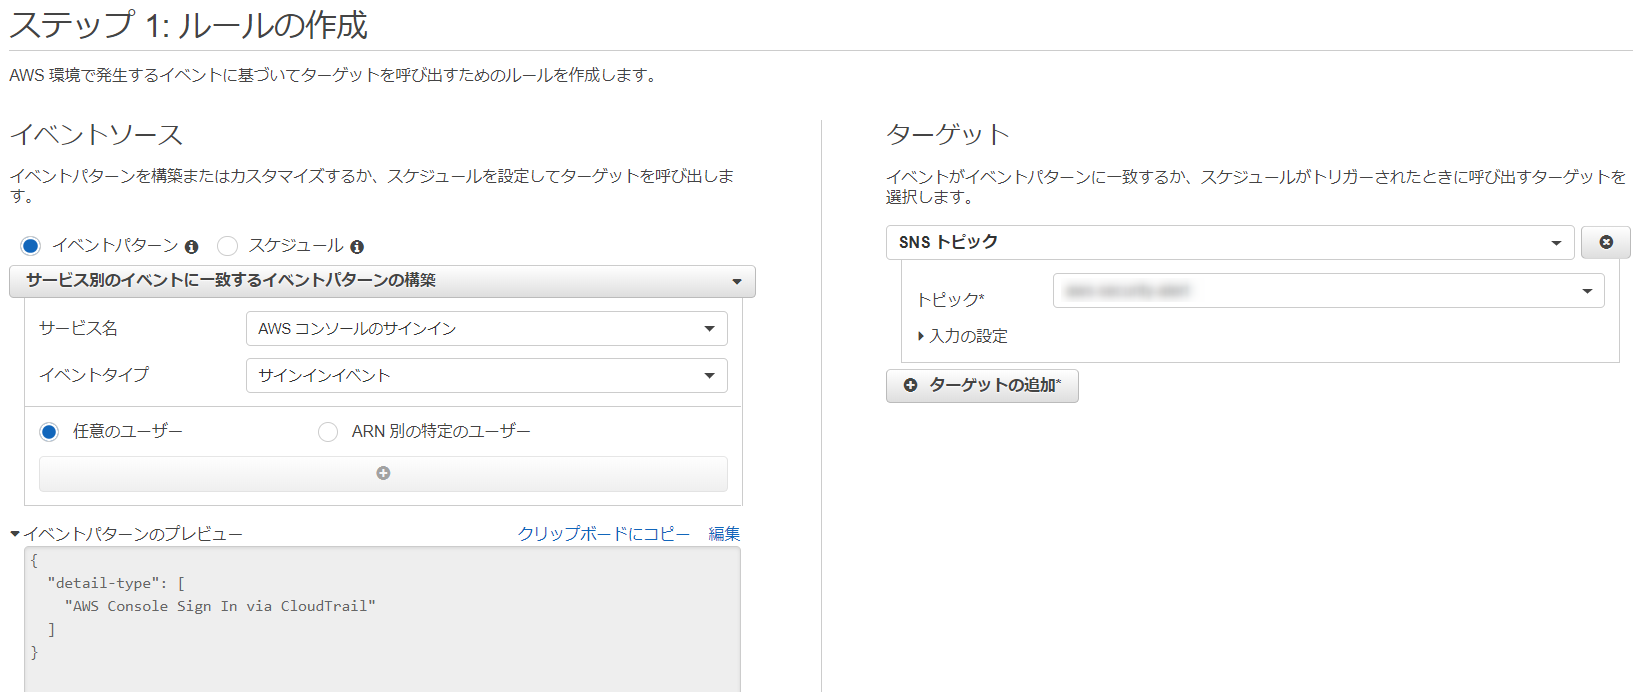 ステップ 1: ルールの作成
AWS 環境で発生するイベントに基づいてターゲットを呼び出すためのルールを作成します。
イベントソース
イベントパターンを構築またはカスタマイズするか、スケジュールを設定してターゲットを呼び出しま
す。
イベントパターン スケジュール
サービス別のイベントに一致するイベントパターンの構築
サービス名 AWS コンソールのサインイン
イベントタイプ サインインイベント
任意のユーザー ARN 別の特定のユーザー
イベントパターンのプレビュー クリップボードにコピー 編集
{
"detail-type": [
"AWS Console Sign In via CloudTrail"
]
}
ターゲット
イベントがイベントパターンに一致するか、スケジュールがトリガーされたときに呼び出すターゲットを
選択します。
SNS トピック
トピック*
入力の設定
ターゲットの追加*